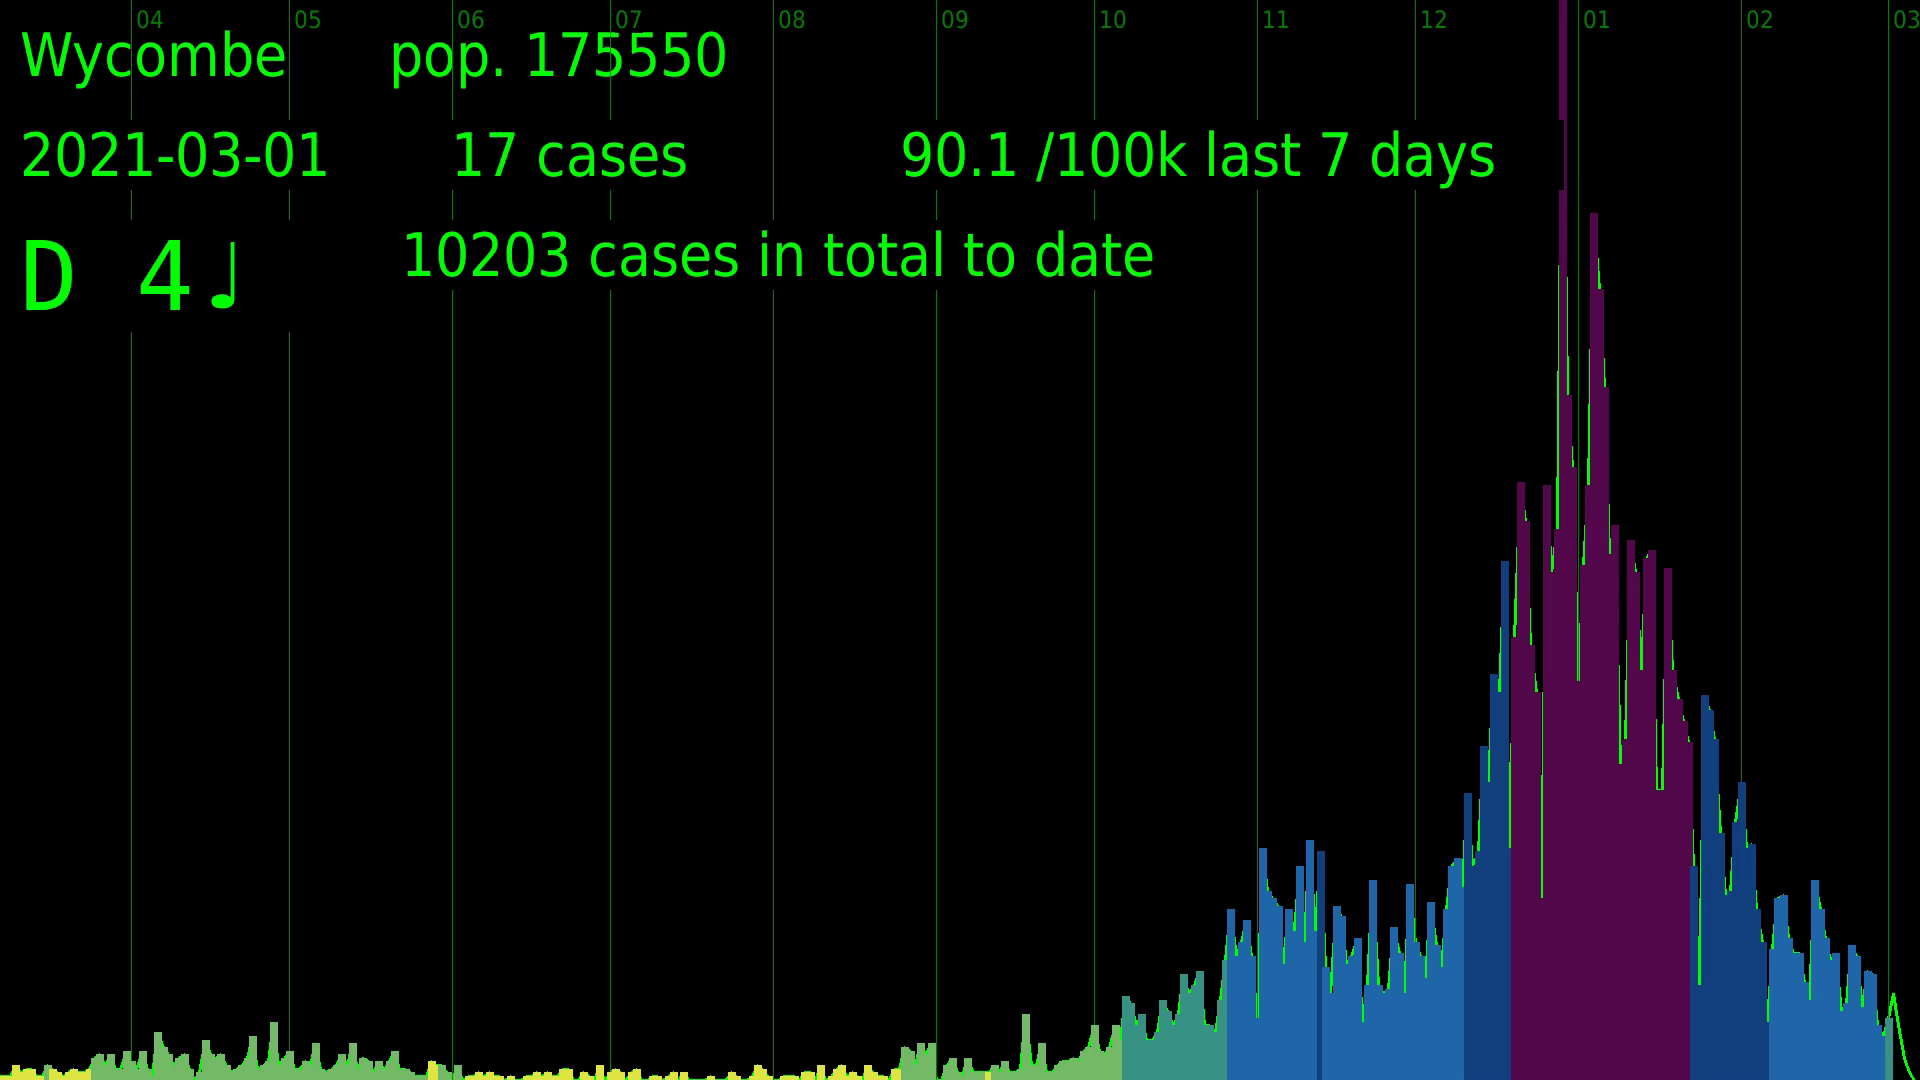 04 05 06 07 08 09 10 11 12 01 02 03
Wycombe pop. 175550
2021-03-01 17 cases 90.1 /100k last 7 days
D 4♩ 10203 cases in total to date